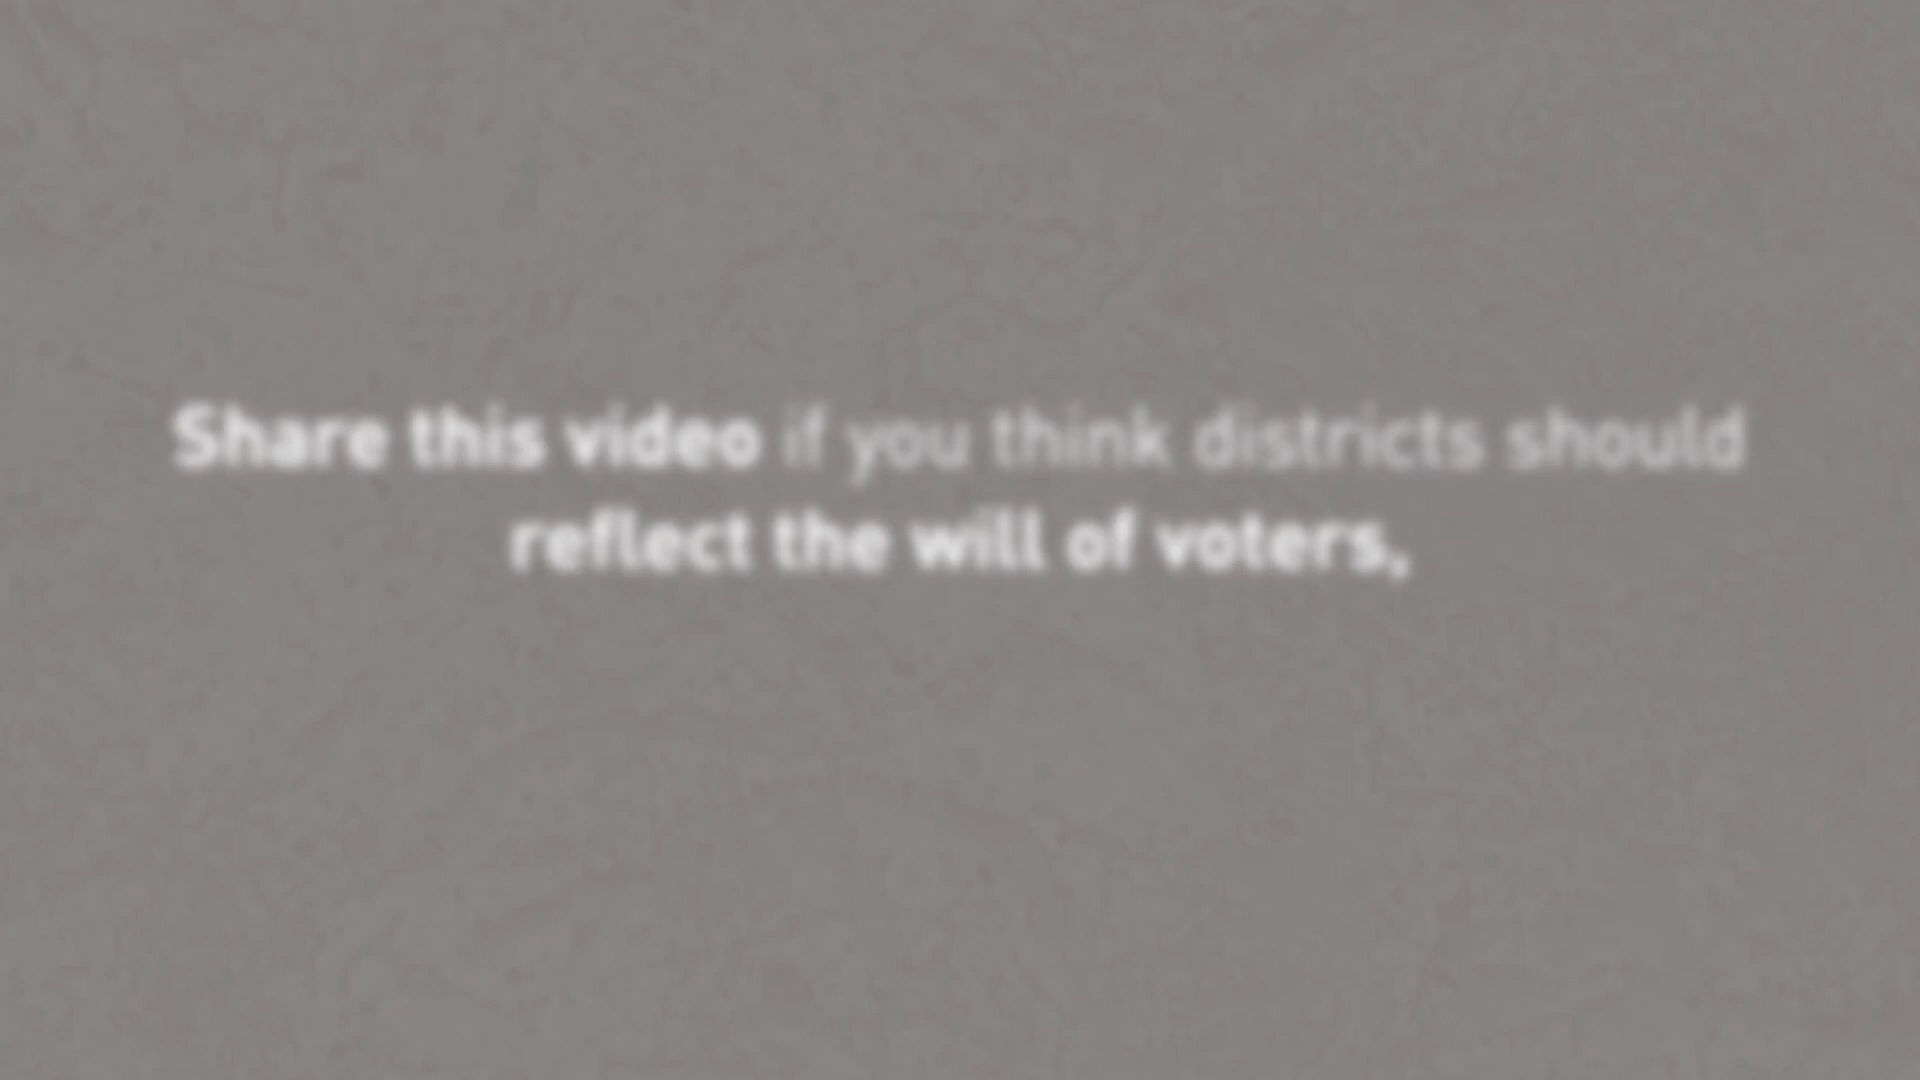 Share this video if you think districts should
reflect the will of voters,